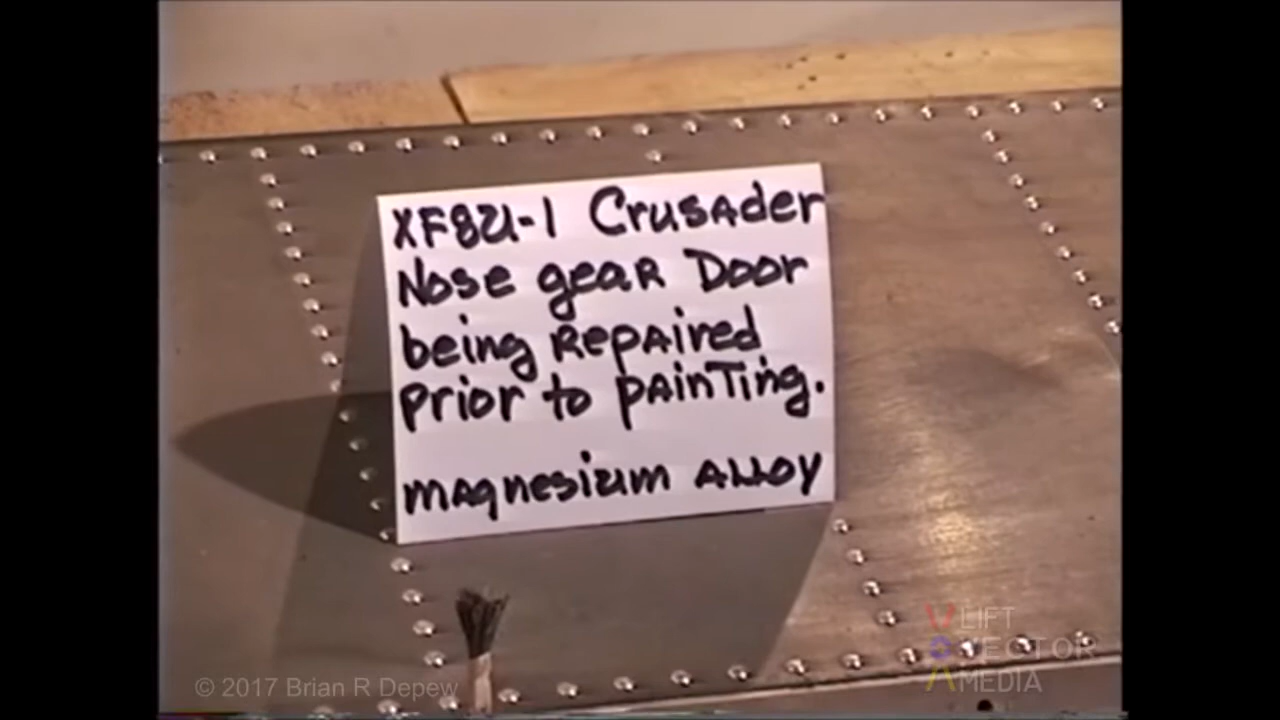 XF8U-1 Crusader
Nose gear Door
being Repaired
prior to painting.
magnesium ALLOY
© 2017 Brian R Depew
LIFT
VECTOR
MEDIA